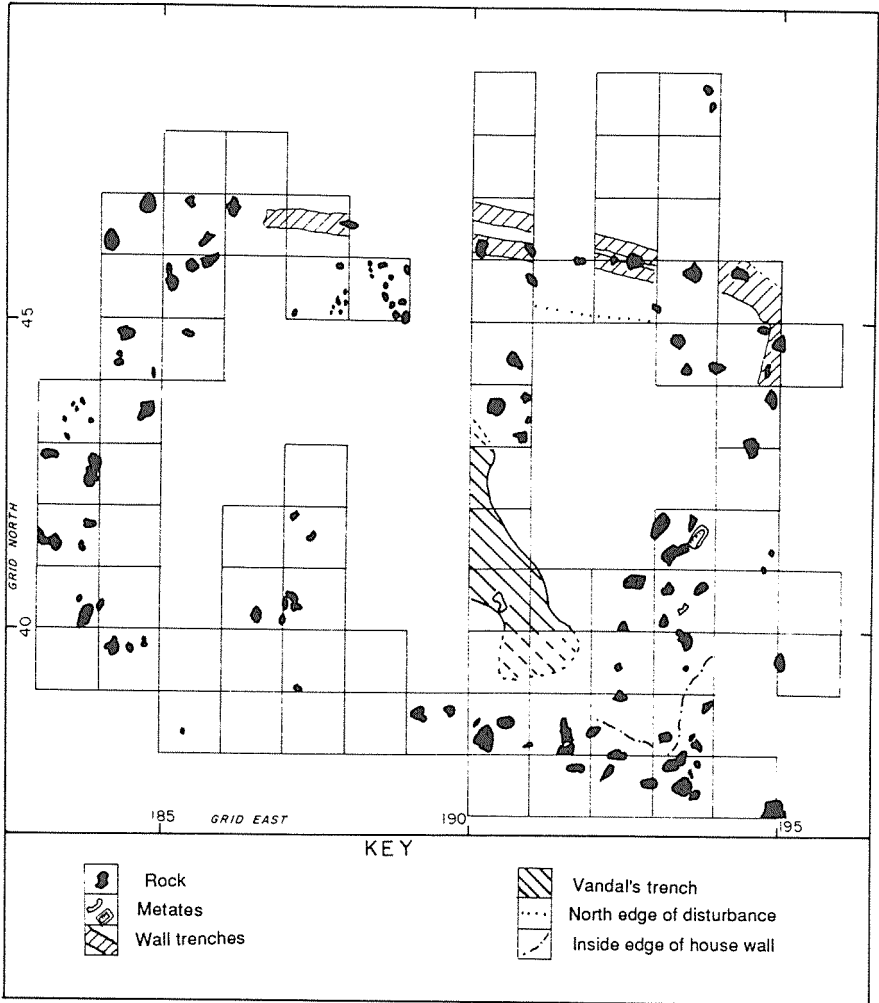 45
GRID NORTH
40
185
GRID EAST
190
195
KEY
Rock
Metates
Wall trenches
Vandal's trench
North edge of disturbance
Inside edge of house wall